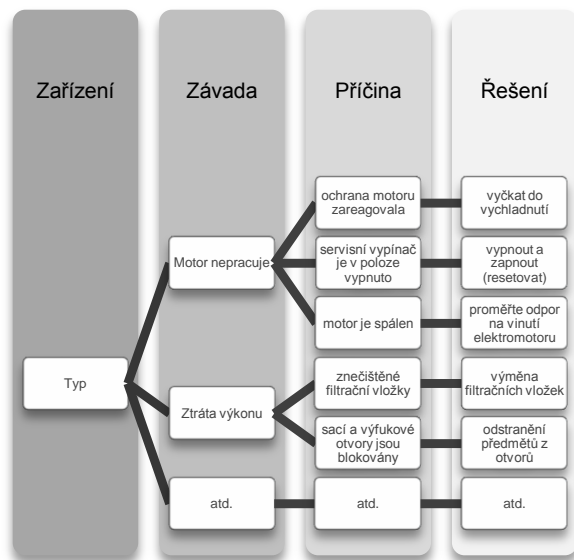 Zařízení
Závada
Příčina
Řešení
ochrana motoru
zareagovala
vyčkat do
vychladnutí
Motor nepracuje
servisní vypínač
je v poloze
vypnuto
vypnout a
zapnout
(resetovat)
motor je spálen
proměřte odpor
na vinutí
elektromotoru
Typ
Ztráta výkonu
znečištěné
filtrační vložky
výměna
filtračních vložek
sací a výfukové
otvory jsou
blokovány
odstranění
předmětů z
otvorů
atd.
atd.
atd.